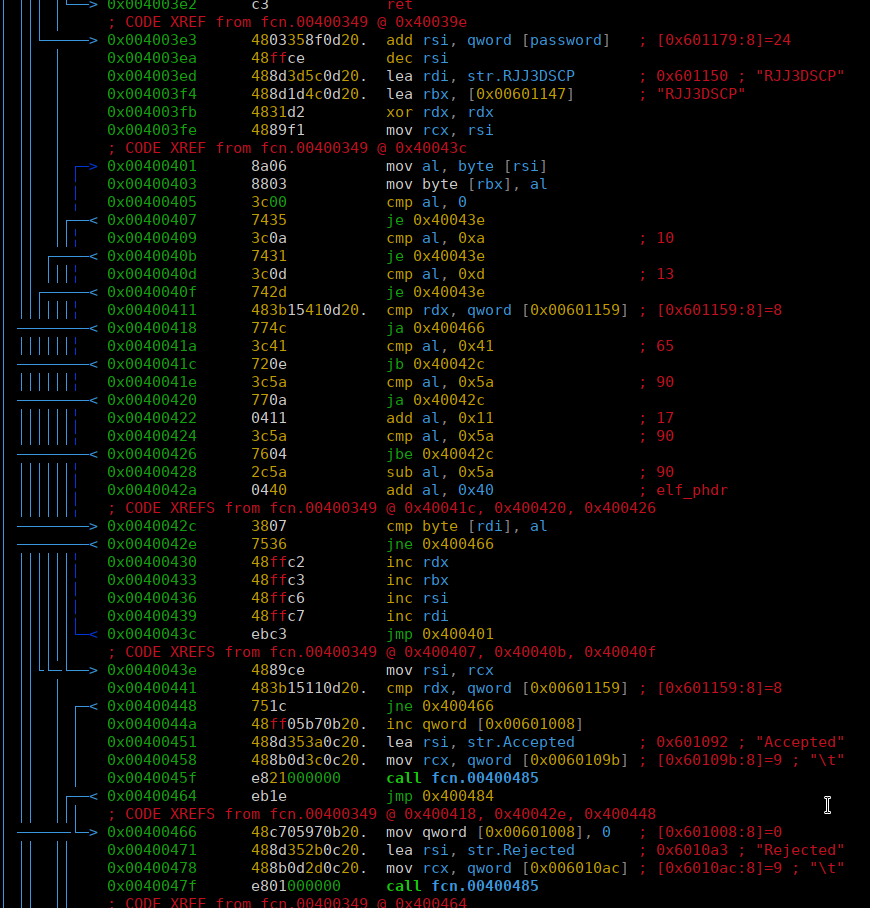 0x004003e2 c3 ret
; CODE XREF from fcn.00400349 @ 0x40039e
0x004003e3 4803358f0d20. add rsi, qword [password] ; [0x601179:8]=24
0x004003ea 48ffce dec rsi
0x004003ed 488d3d5c0d20. lea rdi, str.RJJ3DSCP ; 0x601150 ; "RJJ3DSCP"
0x004003f4 488d1d4c0d20. lea rbx, [0x00601147] ; "RJJ3DSCP"
0x004003fb 4831d2 xor rdx, rdx
0x004003fe 4889f1 mov rcx, rsi
; CODE XREF from fcn.00400349 @ 0x40043c
0x00400401 8a06 mov al, byte [rsi]
0x00400403 8803 mov byte [rbx], al
0x00400405 3c00 cmp al, 0
0x00400407 7435 je 0x40043e
0x00400409 3c0a cmp al, 0xa ; 10
0x0040040b 7431 je 0x40043e
0x0040040d 3c0d cmp al, 0xd ; 13
0x0040040f 742d je 0x40043e
0x00400411 483b15410d20. cmp rdx, qword [0x00601159] ; [0x601159:8]=8
0x00400418 774c ja 0x400466
0x0040041a 3c41 cmp al, 0x41 ; 65
0x0040041c 720e jb 0x40042c
0x0040041e 3c5a cmp al, 0x5a ; 90
0x00400420 770a ja 0x40042c
0x00400422 0411 add al, 0x11 ; 17
0x00400424 3c5a cmp al, 0x5a ; 90
0x00400426 7604 jbe 0x40042c
0x00400428 2c5a sub al, 0x5a ; 90
0x0040042a 0440 add al, 0x40 ; elf_phdr
; CODE XREFS from fcn.00400349 @ 0x40041c, 0x400420, 0x400426
0x0040042c 3807 cmp byte [rdi], al
0x0040042e 7536 jne 0x400466
0x00400430 48ffc2 inc rdx
0x00400433 48ffc3 inc rbx
0x00400436 48ffc6 inc rsi
0x00400439 48ffc7 inc rdi
0x0040043c ebc3 jmp 0x400401
; CODE XREFS from fcn.00400349 @ 0x400407, 0x40040b, 0x40040f
0x0040043e 4889ce mov rsi, rcx
0x00400441 483b15110d20. cmp rdx, qword [0x00601159] ; [0x601159:8]=8
0x00400448 751c jne 0x400466
0x0040044a 48ff05b70b20. inc qword [0x00601008]
0x00400451 488d353a0c20. lea rsi, str.Accepted ; 0x601092 ; "Accepted"
0x00400458 488b0d3c0c20. mov rcx, qword [0x0060109b] ; [0x60109b:8]=9 ; "\t"
0x0040045f e821000000 call fcn.00400485
0x00400464 eb1e jmp 0x400484
; CODE XREFS from fcn.00400349 @ 0x400418, 0x40042e, 0x400448
0x00400466 48c705970b20. mov qword [0x00601008], 0 ; [0x601008:8]=0
0x00400471 488d352b0c20. lea rsi, str.Rejected ; 0x6010a3 ; "Rejected"
0x00400478 488b0d2d0c20. mov rcx, qword [0x006010ac] ; [0x6010ac:8]=9 ; "\t"
0x0040047f e801000000 call fcn.00400485
; CODE XREF from fcn.00400349 @ 0x400464